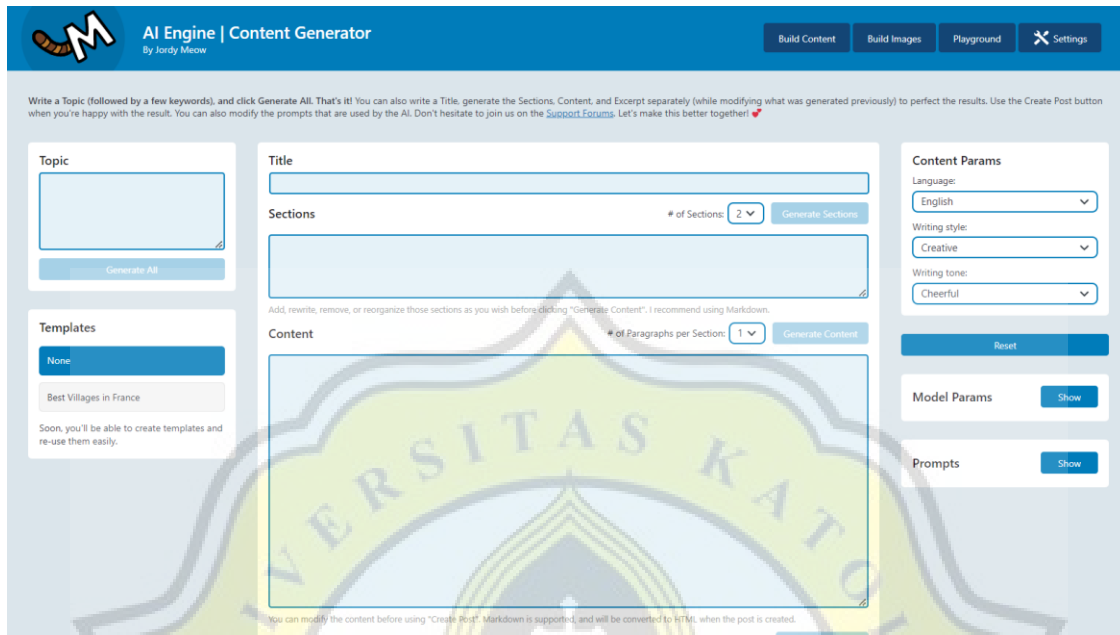 AI Engine | Content Generator
By Jordy Meow
Build Content
Build Images
Playground
Settings
Write a Topic (followed by a few keywords), and click Generate All. That's it! You can also write a Title, generate the Sections, Content, and Excerpt separately (while modifying what was generated previously) to perfect the results. Use the Create Post button
when you're happy with the result. You can also modify the prompts that are used by the AI. Don't hesitate to join us on the Support Forums. Let's make this better together! 💕
Topic
Generate All
Templates
None
Best Villages in France
Soon, you'll be able to create templates and
re-use them easily.
Title
Sections
# of Sections: 2
Generate Sections
Add, rewrite, remove, or reorganize those sections as you wish before clicking "Generate Content". I recommend using Markdown.
Content
# of Paragraphs per Section: 1
Generate Content
You can modify the content before using "Create Post". Markdown is supported, and will be converted to HTML when the post is created.
Content Params
Language:
English
Writing style:
Creative
Writing tone:
Cheerful
Reset
Model Params
Show
Prompts
Show
VERSITAS KATO